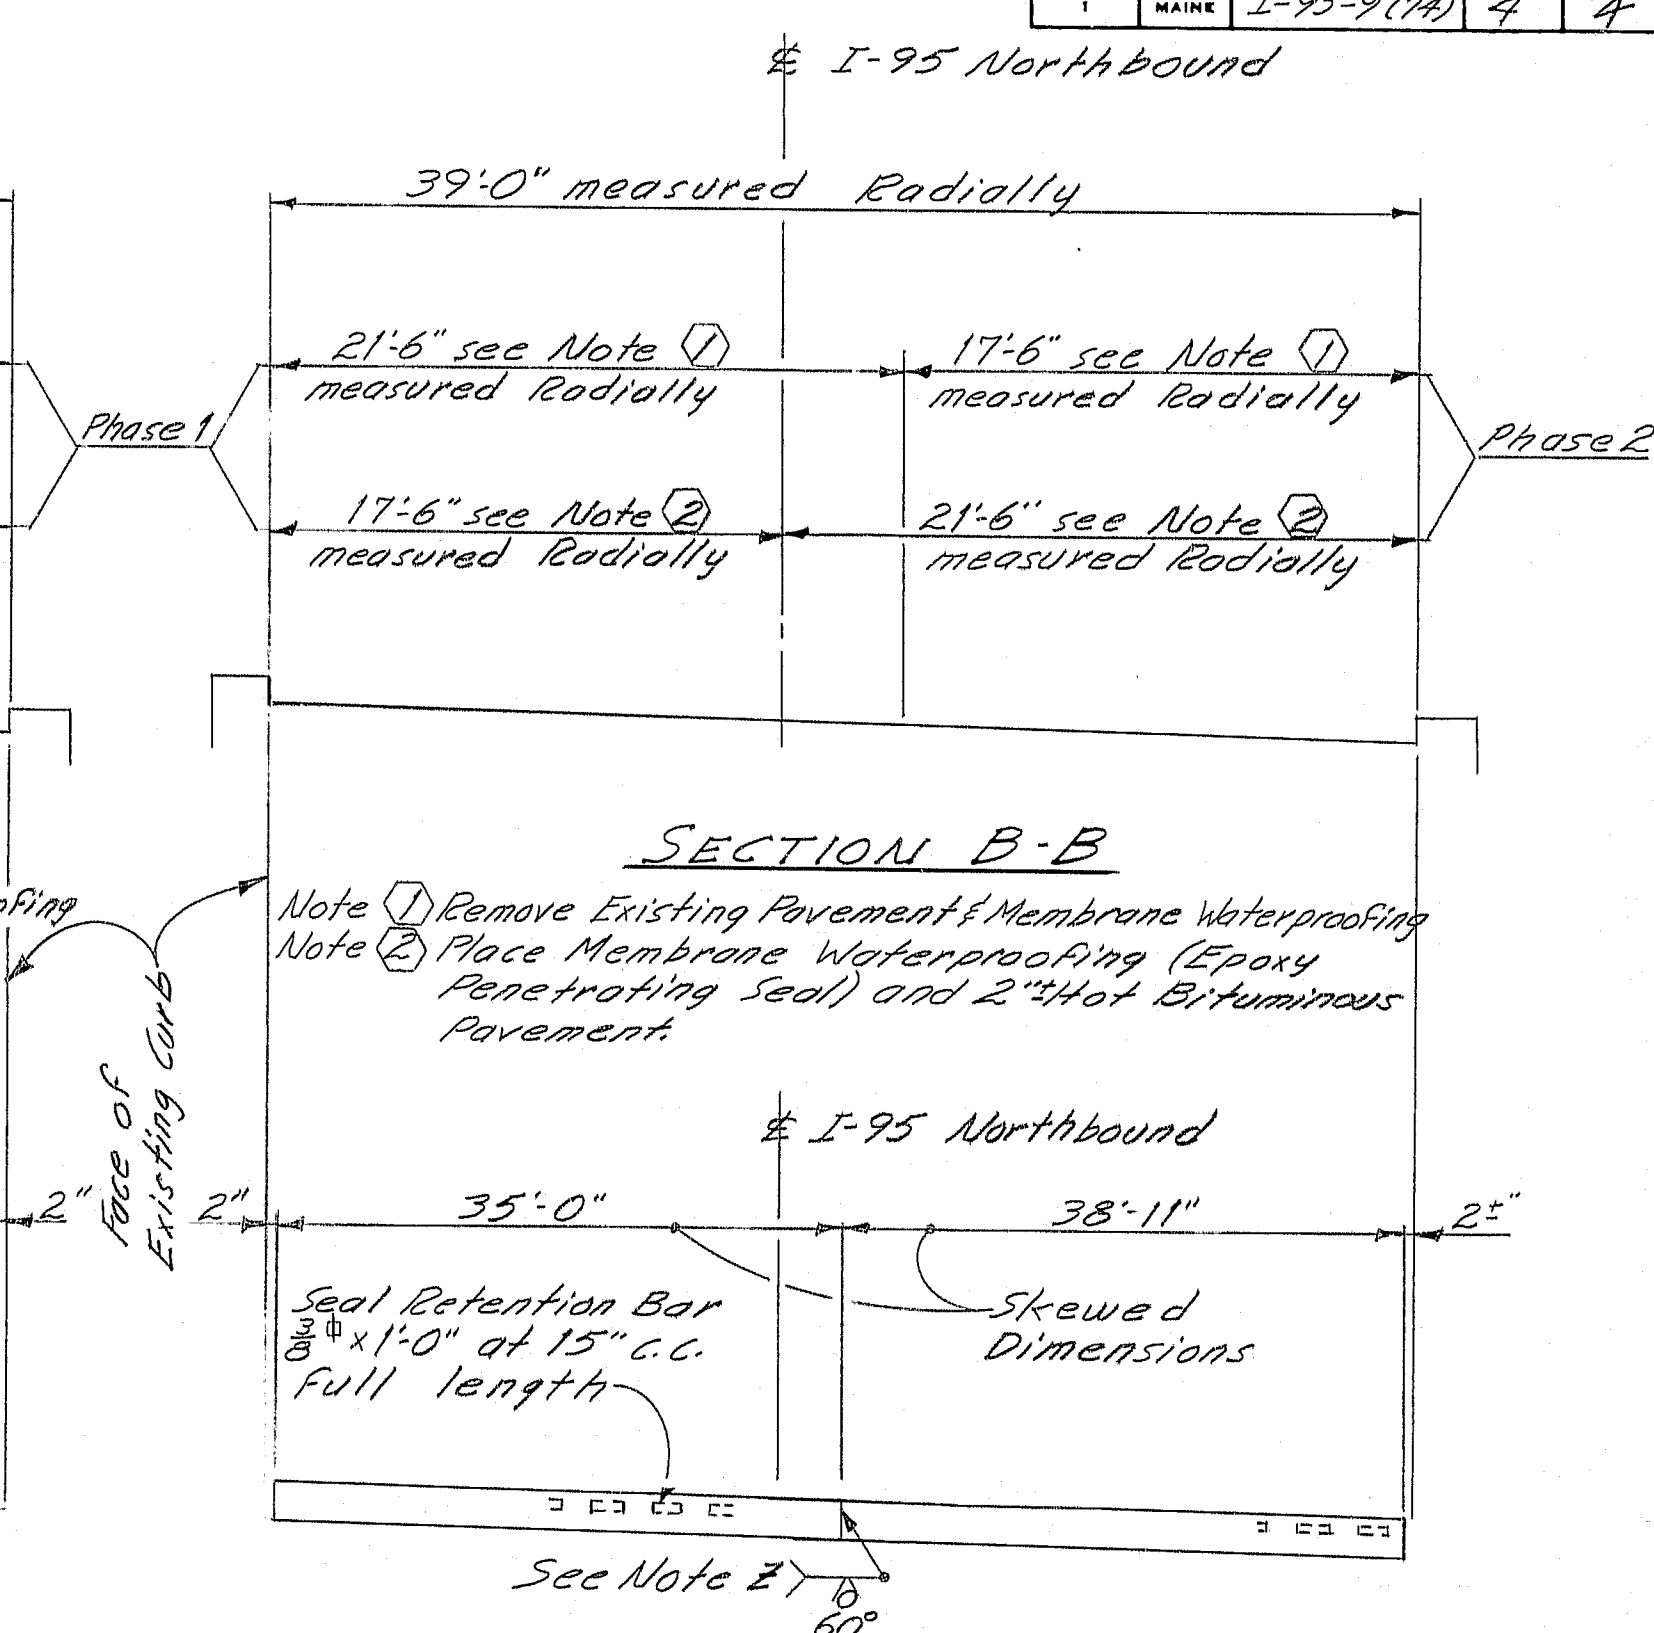 1 MAINE I-95-9(74) 4 4
℄ I-95 Northbound
39'-0" measured Radially
21'-6" see Note 1
measured Radially
17'-6" see Note 1
measured Radially
Phase 1
Phase 2
17'-6" see Note 2
measured Radially
21'-6" see Note 2
measured Radially
SECTION B-B
Note 1 Remove Existing Pavement & Membrane Waterproofing
Note 2 Place Membrane Waterproofing (Epoxy
Penetrating Seal) and 2"± Hot Bituminous
Pavement.
Face of
Existing Curb
℄ I-95 Northbound
2"
2"
35'-0"
38'-11"
2±"
Seal Retention Bar
3/8 ⏀ x 1'-0" at 15" c.c.
Full length
Skewed
Dimensions
See Note Z
60°